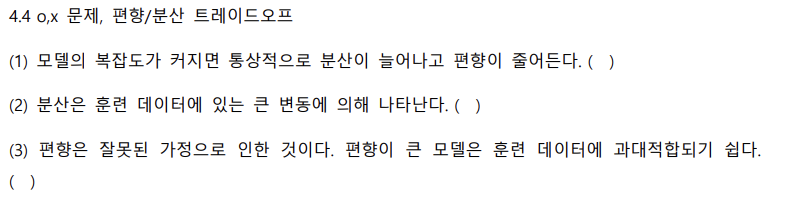 4.4 o,x 문제, 편향/분산 트레이드오프
(1) 모델의 복잡도가 커지면 통상적으로 분산이 늘어나고 편향이 줄어든다. ( )
(2) 분산은 훈련 데이터에 있는 큰 변동에 의해 나타난다. ( )
(3) 편향은 잘못된 가정으로 인한 것이다. 편향이 큰 모델은 훈련 데이터에 과대적합되기 쉽다.
( )